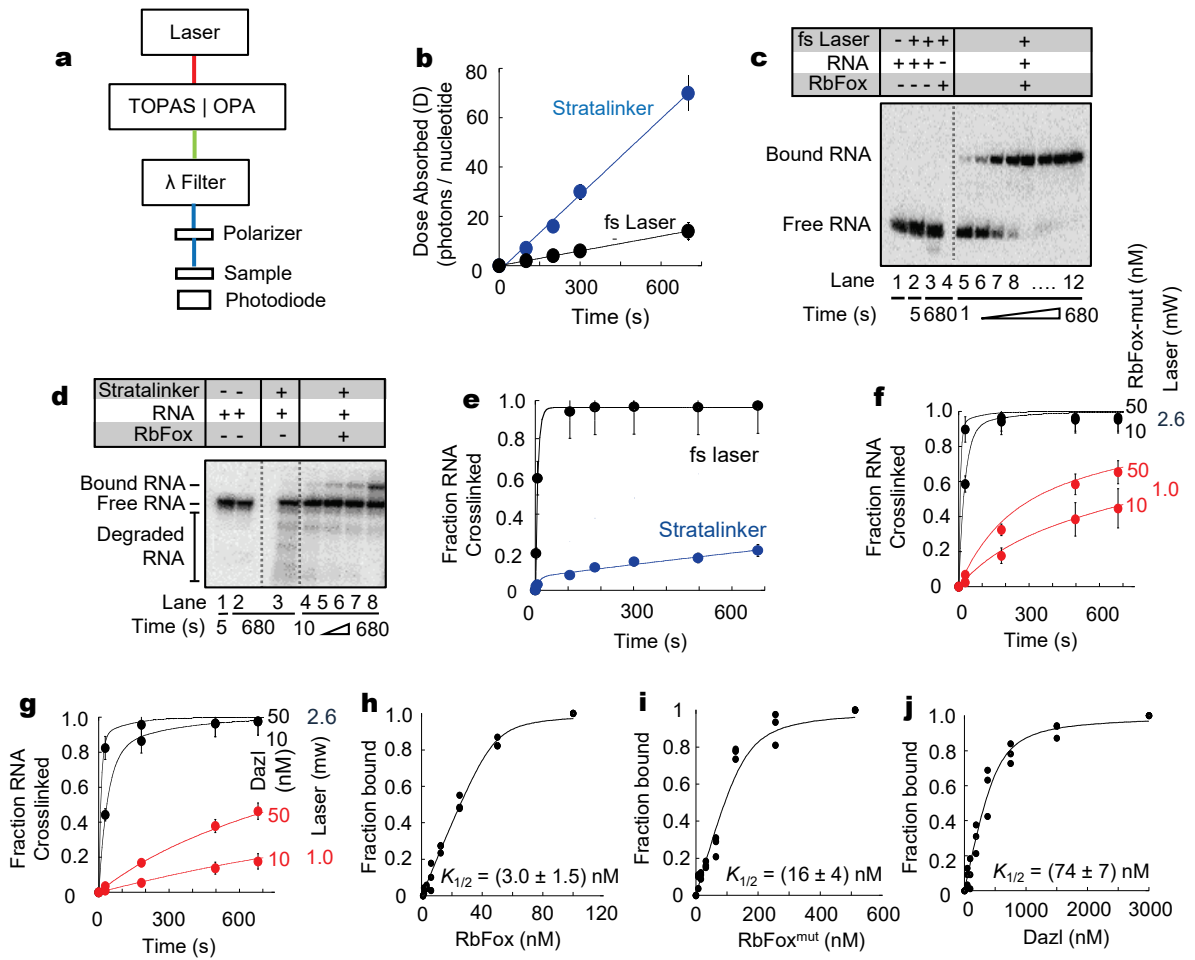 a
Laser
TOPAS | OPA
λ Filter
Polarizer
Sample
Photodiode
b
Dose Absorbed (D)
(photons / nucleotide
80
60
40
20
0
Stratalinker
fs Laser
0 300 600
Time (s)
c
fs Laser - + + + +
RNA + + + - +
RbFox - - - + +
Bound RNA
Free RNA
Lane 1 2 3 4 5 6 7 8 .... 12
Time (s) 5 680 1 680
d
Stratalinker - - + +
RNA + + + +
RbFox - - - +
Bound RNA
Free RNA
Degraded
RNA
Lane 1 2 3 4 5 6 7 8
Time (s) 5 680 10 680
e
Fraction RNA
Crosslinked
1.0
0.8
0.6
0.4
0.2
0
fs laser
Stratalinker
0 300 600
Time (s)
f
Fraction RNA
Crosslinked
1.0
0.8
0.6
0.4
0.2
0
RbFox-mut (nM)
Laser (mW)
50
10
2.6
50
10
1.0
0 200 400 600
Time (s)
g
Fraction RNA
Crosslinked
1.0
0.8
0.6
0.4
0.2
0
50
10
2.6
Dazl
(nM)
Laser (mw)
50
10
1.0
0 200 400 600
Time (s)
h
Fraction bound
1.0
0.8
0.6
0.4
0.2
0
K1/2 = (3.0 ± 1.5) nM
0 40 80 120
RbFox (nM)
i
Fraction bound
1
0.8
0.6
0.4
0.2
0
K1/2 = (16 ± 4) nM
0 200 400 600
RbFoxmut (nM)
j
Fraction bound
1.0
0.8
0.6
0.4
0.2
0
K1/2 = (74 ± 7) nM
0 1000 2000 3000
Dazl (nM)